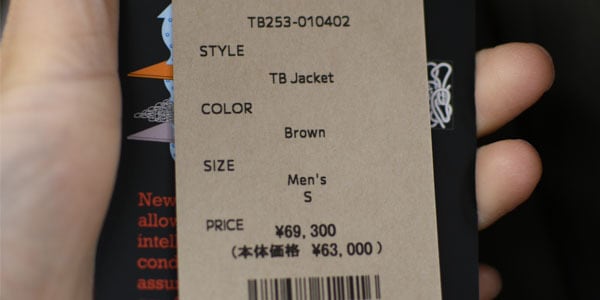 TB253-010402
STYLE
TB Jacket
COLOR
Brown
SIZE
Men's
S
PRICE
¥69,300
(本体価格 ¥63,000)